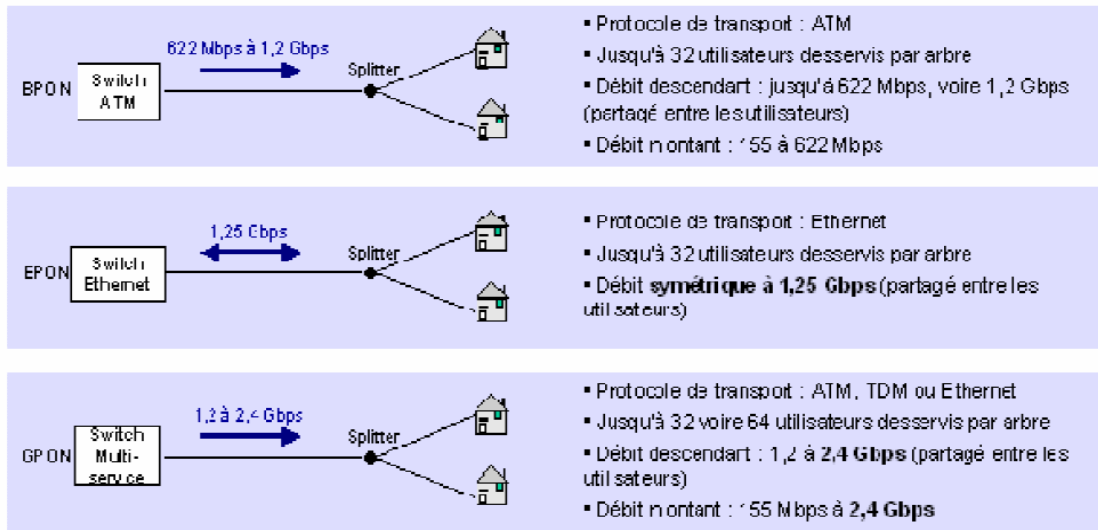 622 Mbps à 1,2 Gbps
BPON
Switch
ATM
Splitter
▪ Protocole de transport : ATM
▪ Jusqu'à 32 utilisateurs desservis par arbre
▪ Débit descendant : jusqu'à 622 Mbps, voire 1,2 Gbps
(partagé entre les utilisateurs)
▪ Débit montant : 155 à 622 Mbps
1,25 Gbps
EPON
Switch
Ethernet
Splitter
▪ Protocole de transport : Ethernet
▪ Jusqu'à 32 utilisateurs desservis par arbre
▪ Débit symétrique à 1,25 Gbps (partagé entre les
utilisateurs)
1,2 à 2,4 Gbps
GPON
Switch
Multi-
service
Splitter
▪ Protocole de transport : ATM, TDM ou Ethernet
▪ Jusqu'à 32 voire 64 utilisateurs desservis par arbre
▪ Débit descendant : 1,2 à 2,4 Gbps (partagé entre les
utilisateurs)
▪ Débit montant : 155 Mbps à 2,4 Gbps